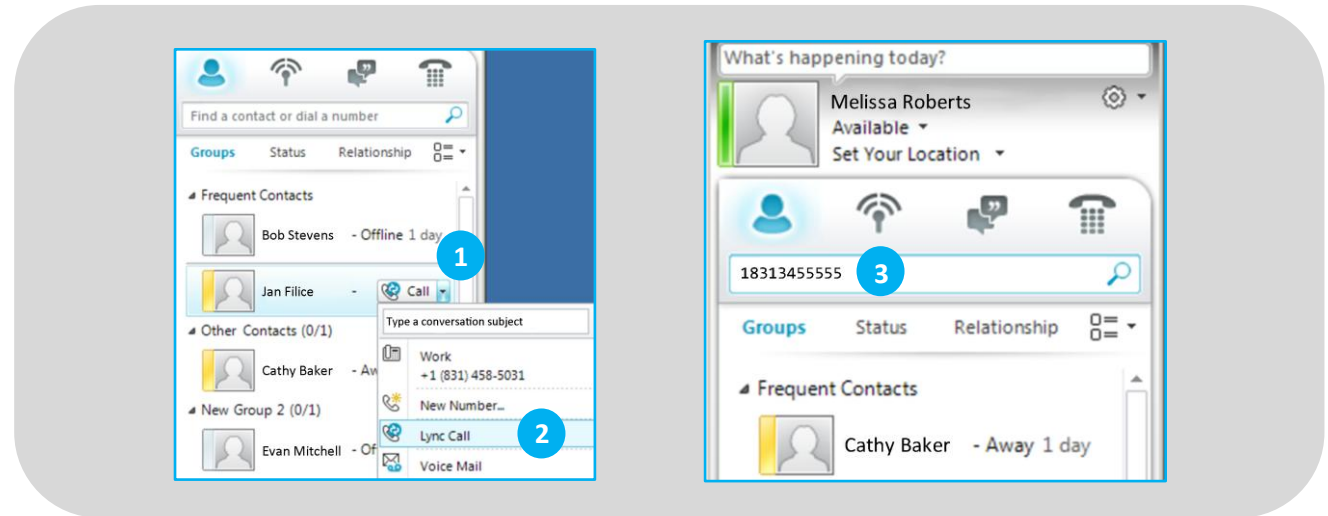 Find a contact or dial a number
Groups Status Relationship
Frequent Contacts
Bob Stevens - Offline 1 day
1
Jan Filice - Call
Type a conversation subject
Other Contacts (0/1)
Work
+1 (831) 458-5031
Cathy Baker - Aw
New Number...
New Group 2 (0/1)
Lync Call 2
Evan Mitchell - Of
Voice Mail
What's happening today?
Melissa Roberts
Available
Set Your Location
18313455555 3
Groups Status Relationship
Frequent Contacts
Cathy Baker - Away 1 day